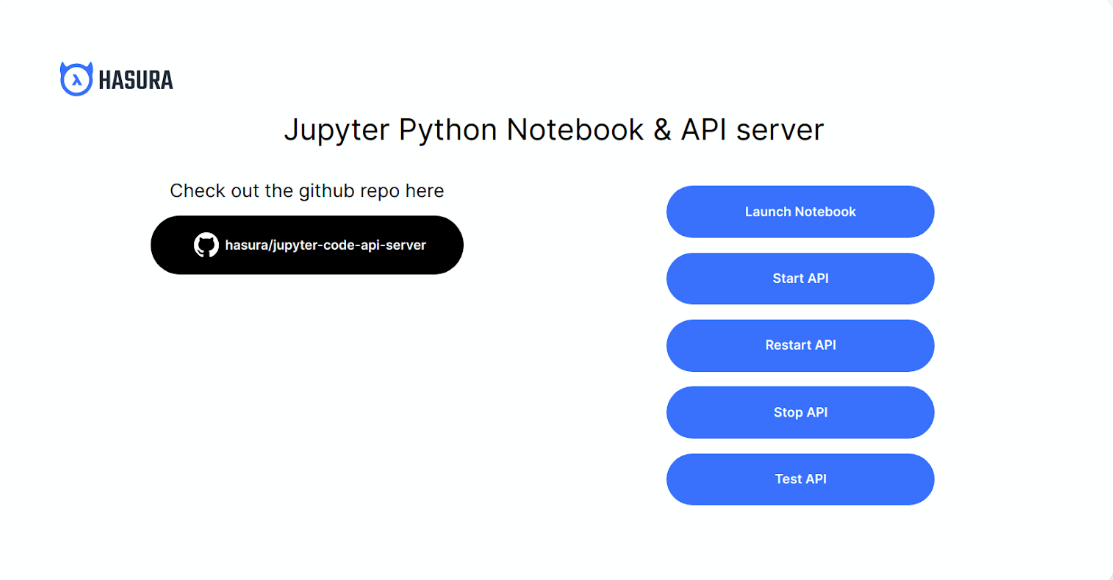 HASURA
Jupyter Python Notebook & API server
Check out the github repo here
hasura/jupyter-code-api-server
Launch Notebook
Start API
Restart API
Stop API
Test API